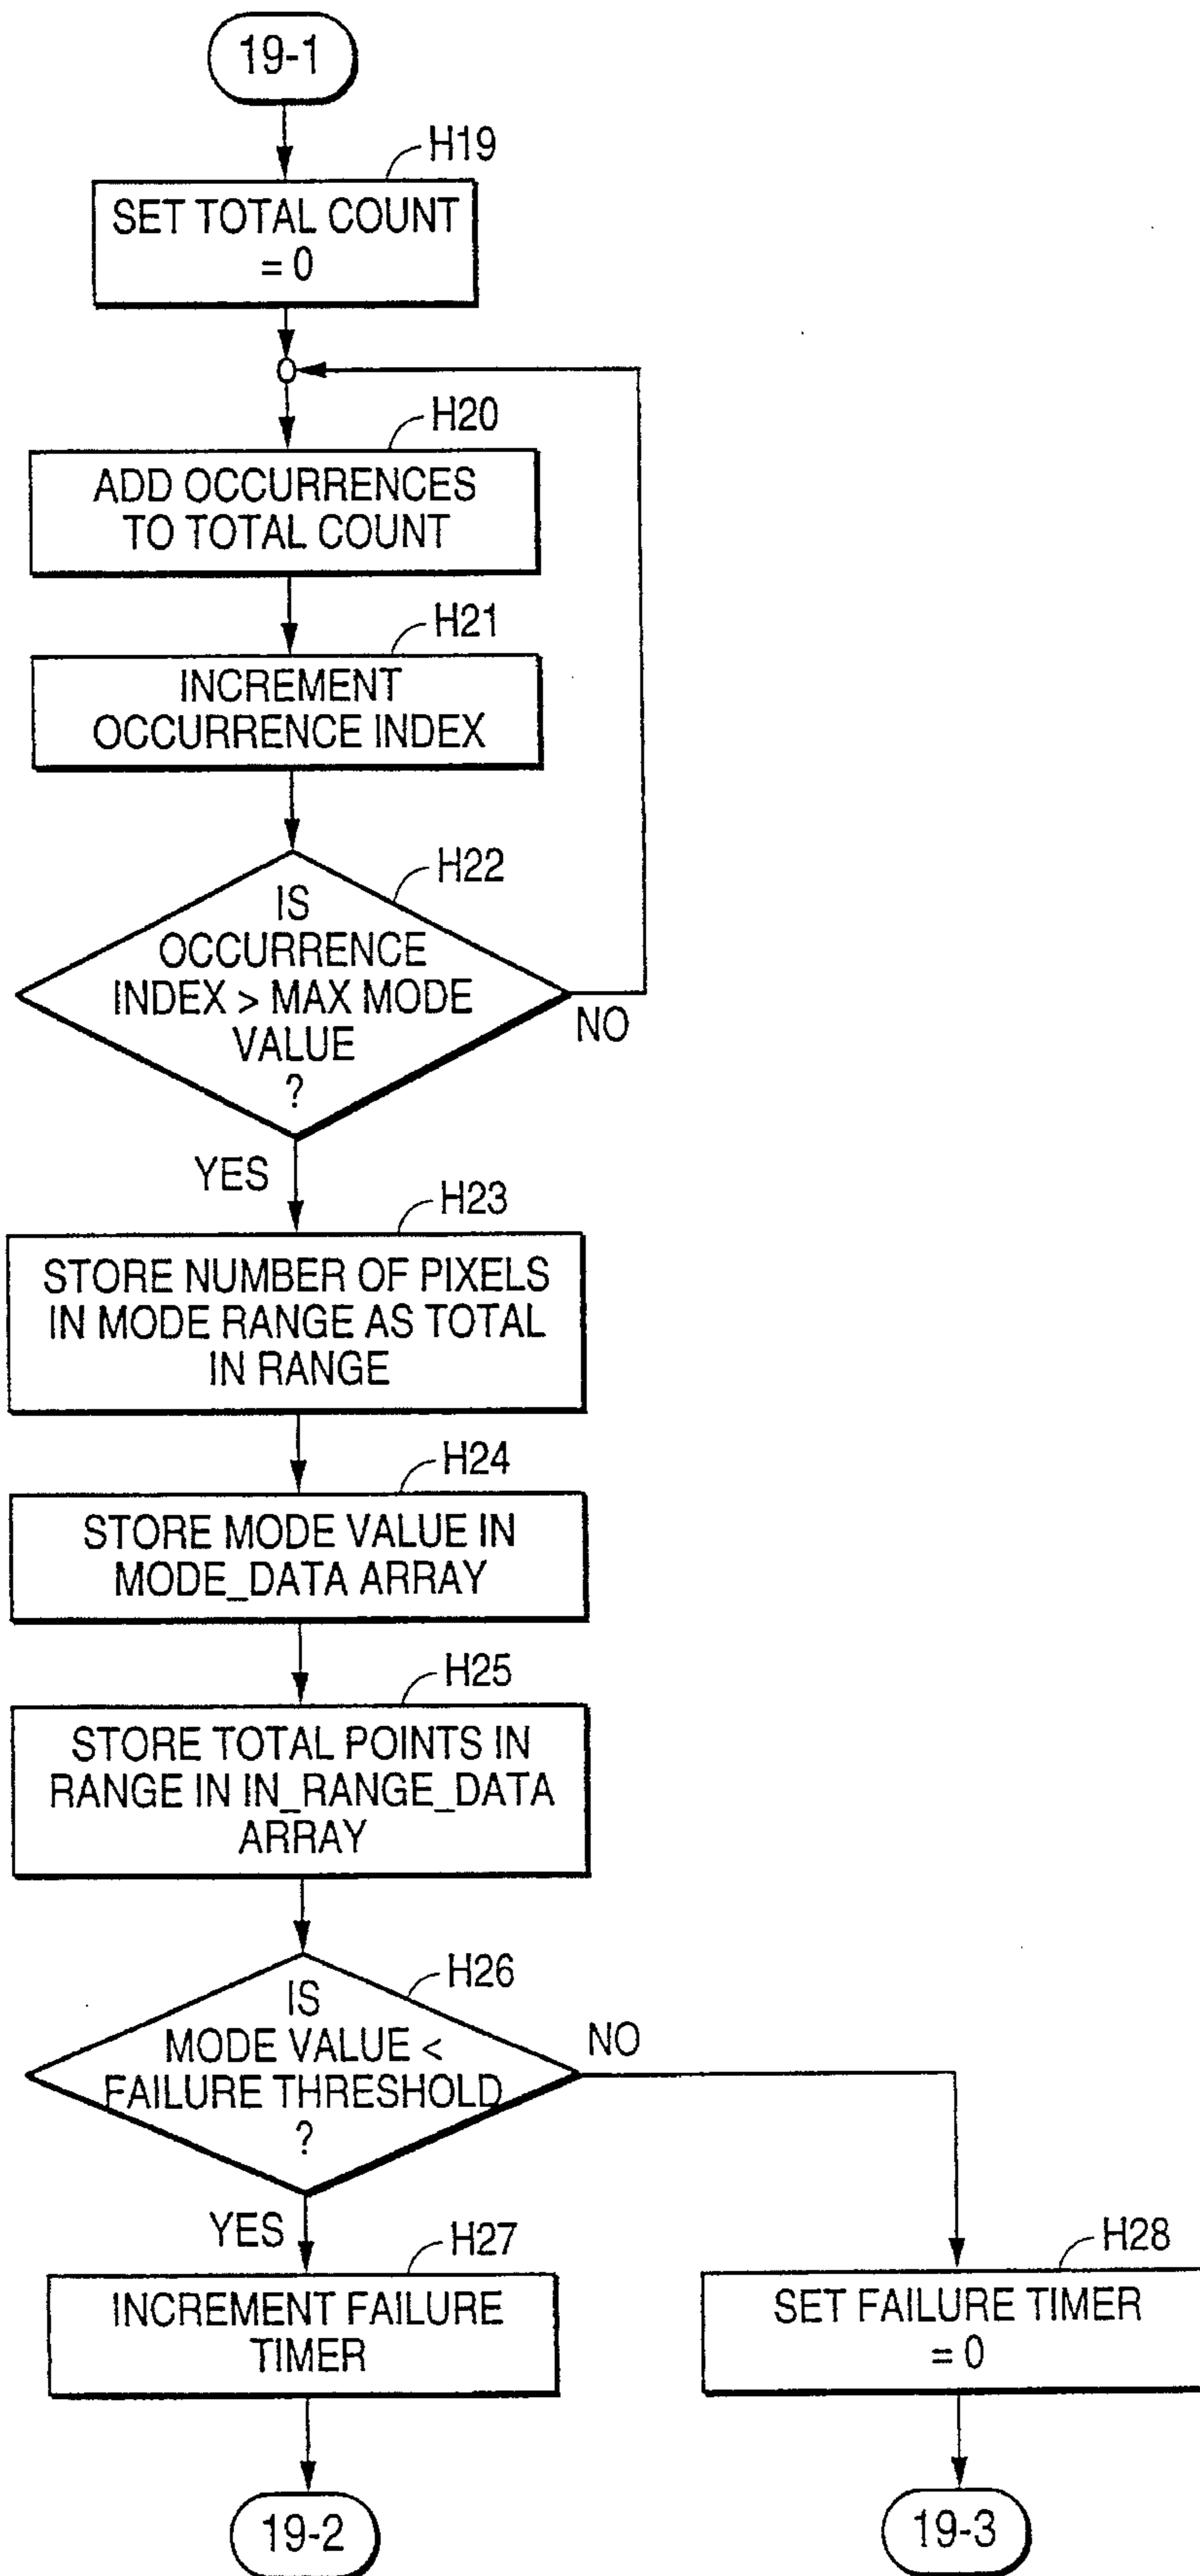 19-1
H19
SET TOTAL COUNT
= 0
H20
ADD OCCURRENCES
TO TOTAL COUNT
H21
INCREMENT
OCCURRENCE INDEX
H22
IS
OCCURRENCE
INDEX > MAX MODE
VALUE
?
NO
YES
H23
STORE NUMBER OF PIXELS
IN MODE RANGE AS TOTAL
IN RANGE
H24
STORE MODE VALUE IN
MODE_DATA ARRAY
H25
STORE TOTAL POINTS IN
RANGE IN IN_RANGE_DATA
ARRAY
H26
IS
MODE VALUE <
FAILURE THRESHOLD
?
NO
YES
H27
INCREMENT FAILURE
TIMER
H28
SET FAILURE TIMER
= 0
19-2
19-3